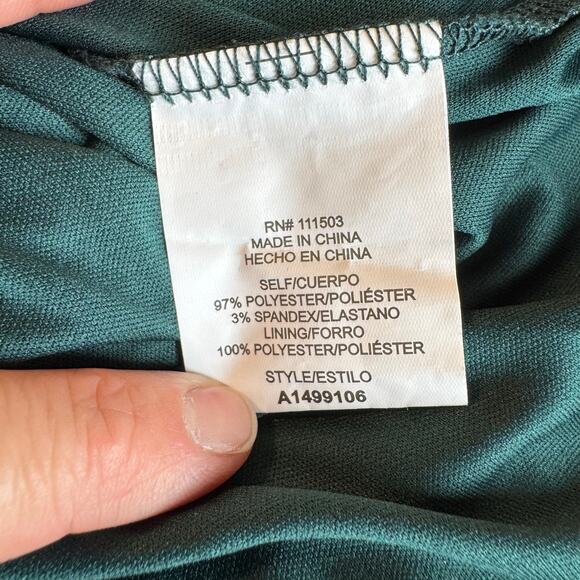 RN# 111503
MADE IN CHINA
HECHO EN CHINA
SELF/CUERPO
97% POLYESTER/POLIÉSTER
3% SPANDEX/ELASTANO
LINING/FORRO
100% POLYESTER/POLIÉSTER
STYLE/ESTILO
A1499106